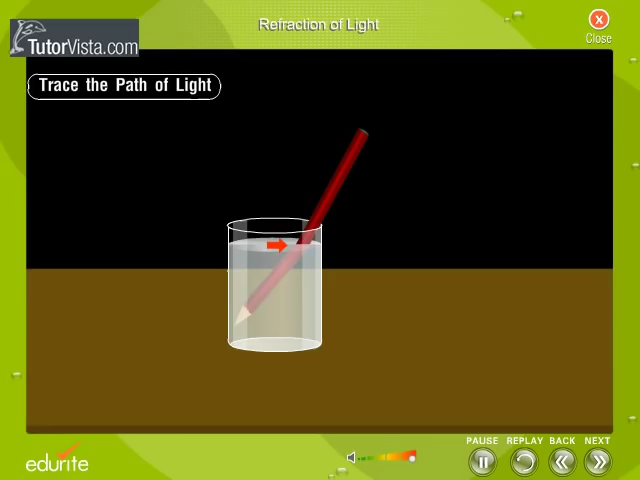 Refraction of Light
X
Close
TutorVista.com
Trace the Path of Light
PAUSE REPLAY BACK NEXT
edurite